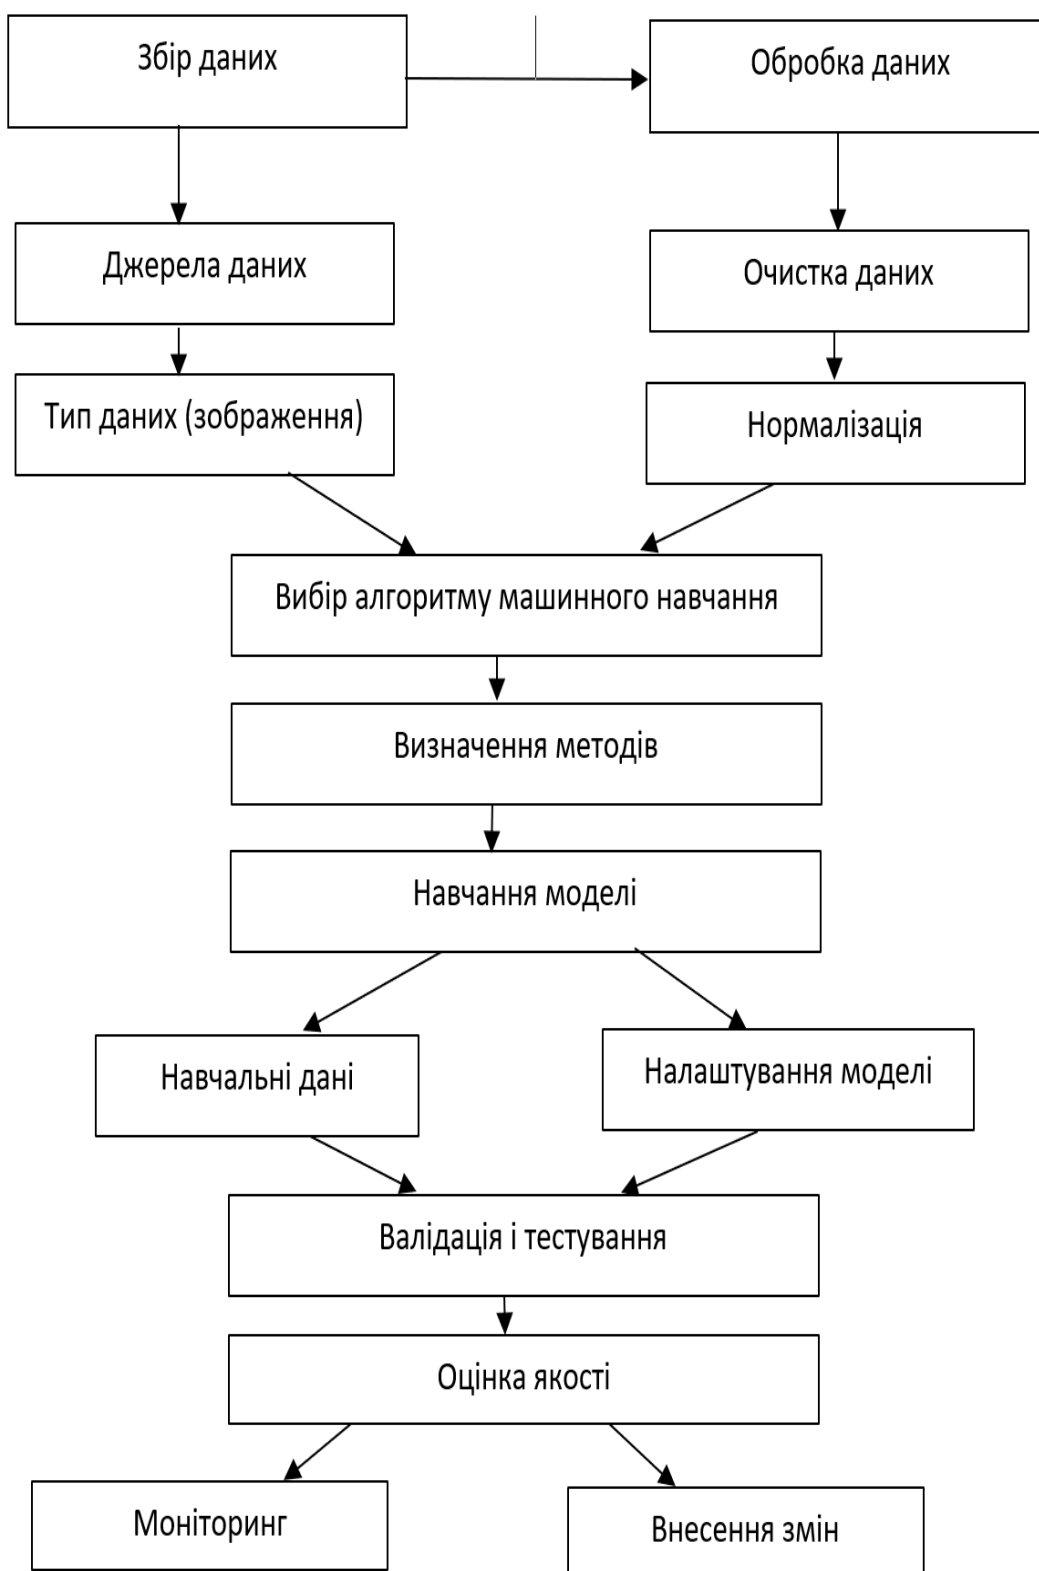 Збір даних
Обробка даних
Джерела даних
Очистка даних
Тип даних (зображення)
Нормалізація
Вибір алгоритму машинного навчання
Визначення методів
Навчання моделі
Навчальні дані
Налаштування моделі
Валідація і тестування
Оцінка якості
Моніторинг
Внесення змін